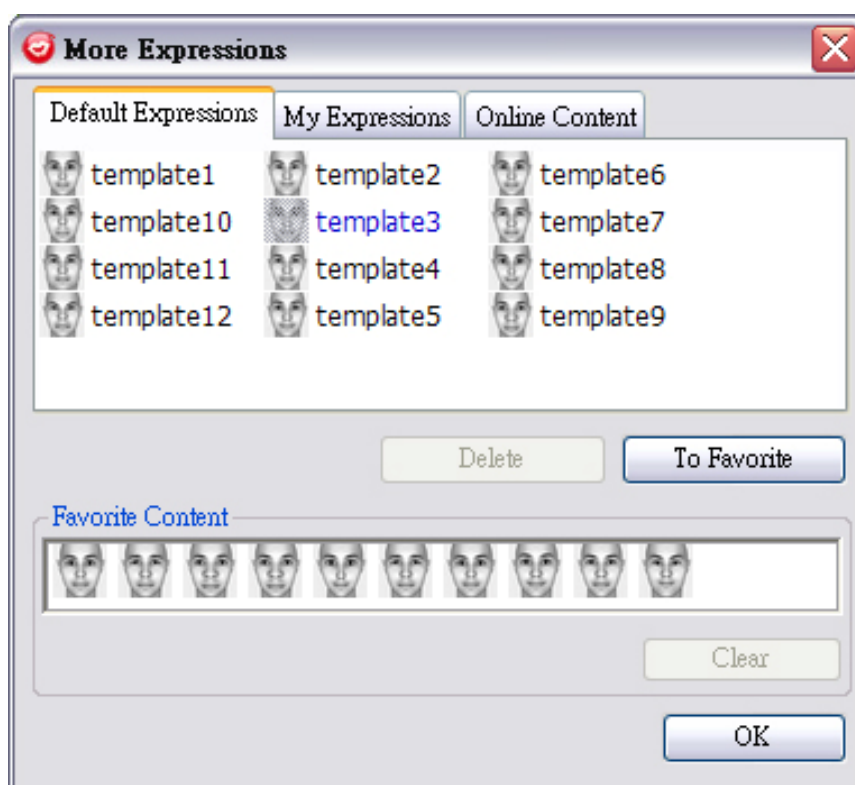 More Expressions
Default Expressions My Expressions Online Content
template1 template2 template6
template10 template3 template7
template11 template4 template8
template12 template5 template9
Delete To Favorite
Favorite Content
Clear
OK